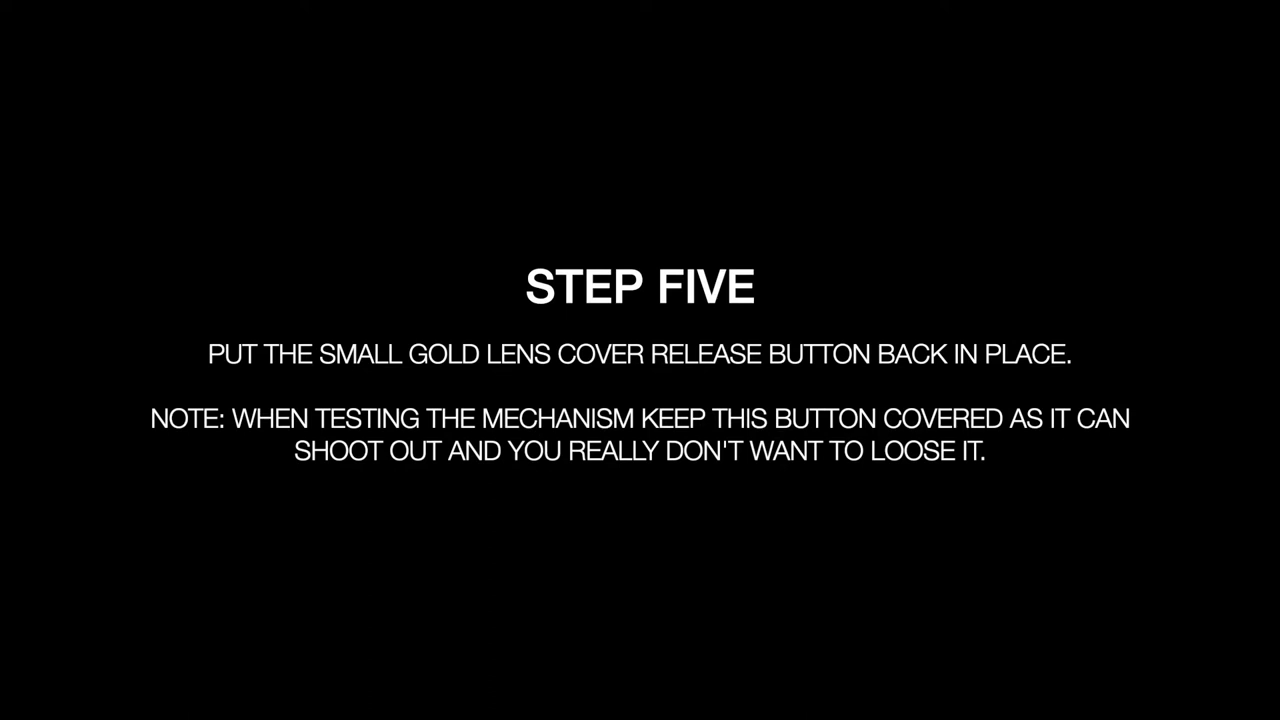 STEP FIVE
PUT THE SMALL GOLD LENS COVER RELEASE BUTTON BACK IN PLACE.
NOTE: WHEN TESTING THE MECHANISM KEEP THIS BUTTON COVERED AS IT CAN
SHOOT OUT AND YOU REALLY DON'T WANT TO LOOSE IT.